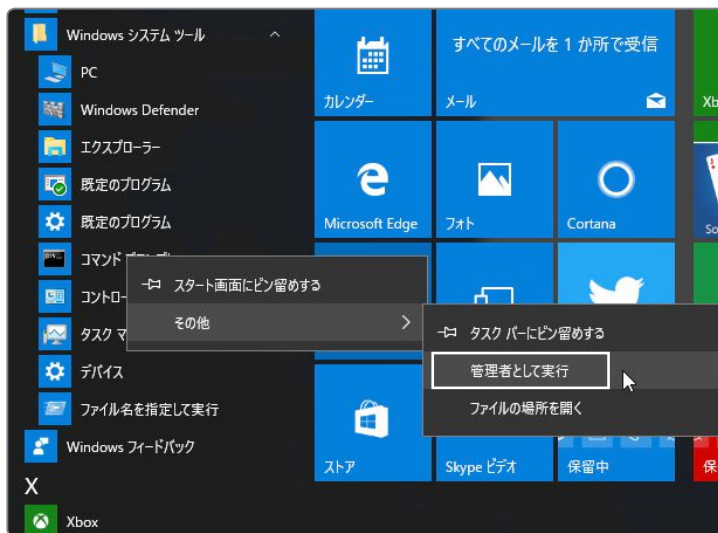 Windows システム ツール
PC
Windows Defender
エクスプローラー
既定のプログラム
既定のプログラム
コマンド
コントロー
タスク マ
デバイス
ファイル名を指定して実行
Windows フィードバック
X
Xbox
カレンダー
すべてのメールを 1 か所で受信
メール
Xb
Microsoft Edge
フォト
Cortana
So
スタート画面にピン留めする
その他
タスク バーにピン留めする
管理者として実行
ファイルの場所を開く
ストア
Skype ビデオ
保留中
保